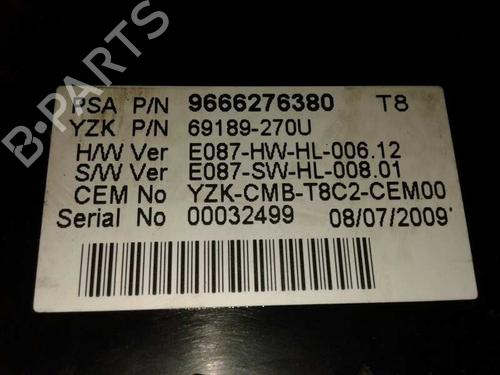 PSA P/N 9666276380 T8
YZK P/N 69189-270U
H/W Ver E087-HW-HL-006.12
S/W Ver E087-SW-HL-008.01
CEM No YZK-CMB-T8C2-CEM00
Serial No 00032499 08/07/2009
B-PARTS